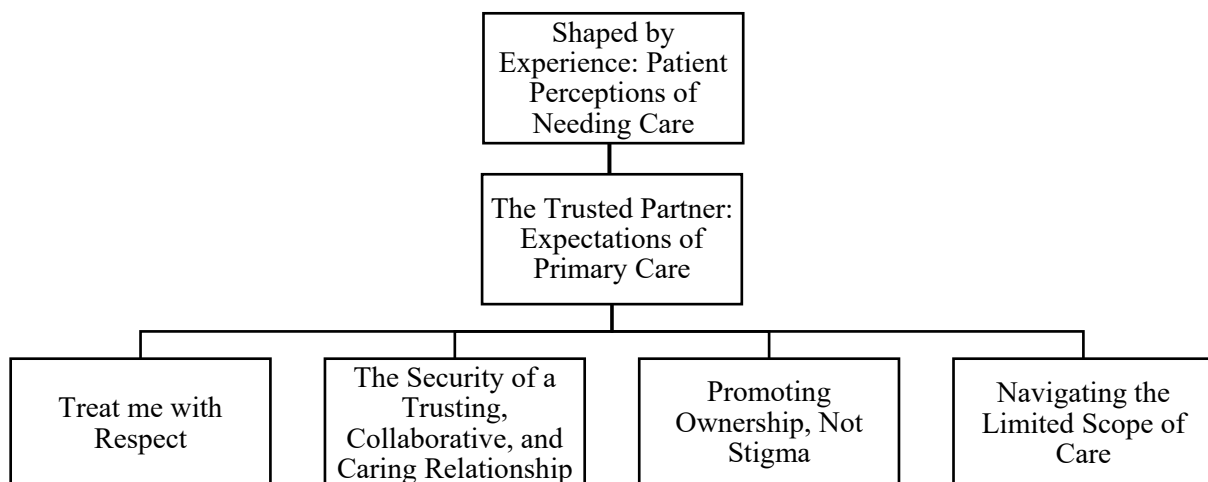 Shaped by
Experience: Patient
Perceptions of
Needing Care
The Trusted Partner:
Expectations of
Primary Care
Treat me with
Respect
The Security of a
Trusting,
Collaborative, and
Caring Relationship
Promoting
Ownership, Not
Stigma
Navigating the
Limited Scope of
Care